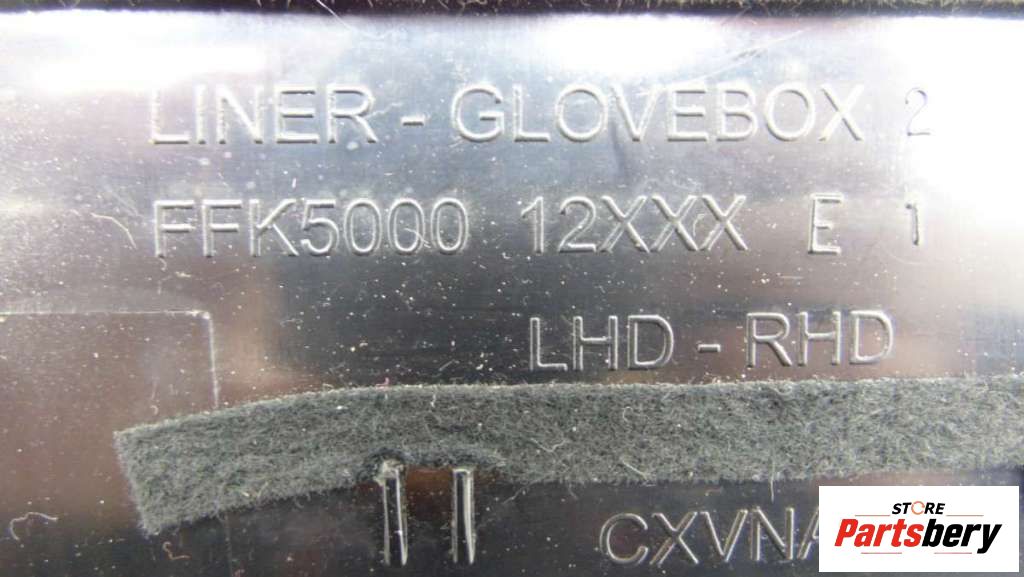 LINER - GLOVEBOX 2
FFK5000 12XXX E 1
LHD - RHD
STORE
Partsbery